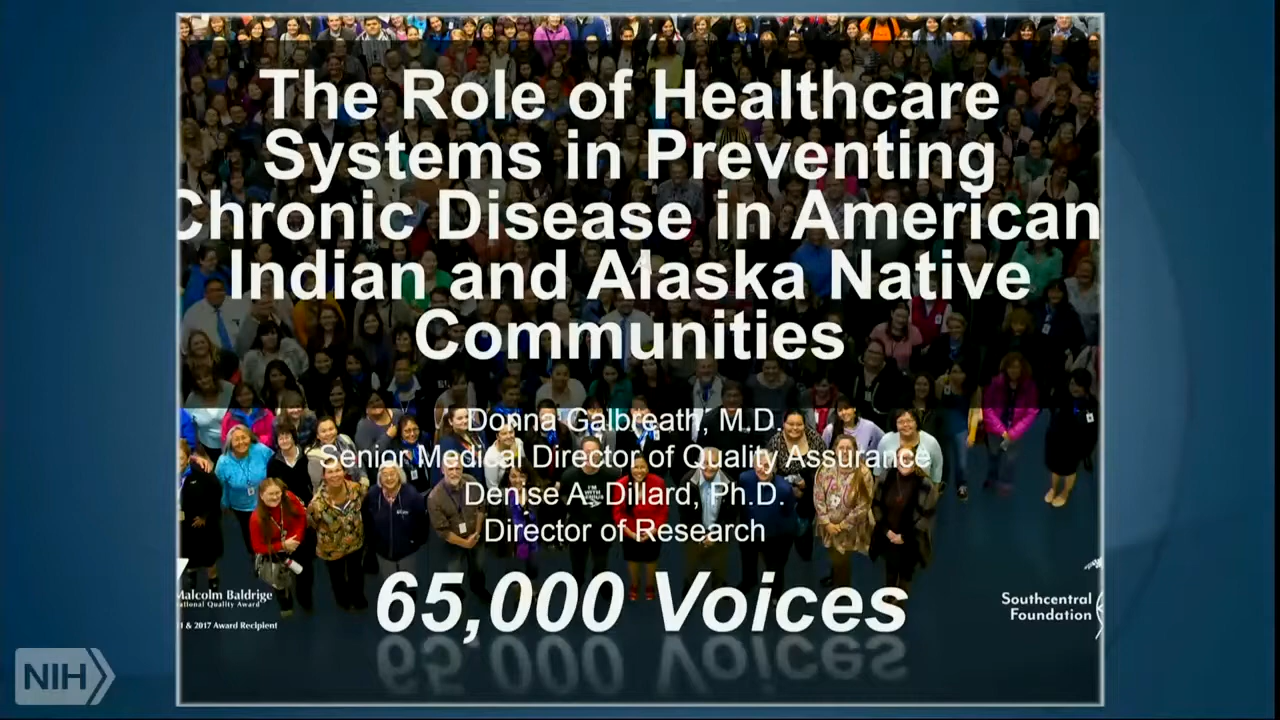 The Role of Healthcare
Systems in Preventing
Chronic Disease in American
Indian and Alaska Native
Communities
Donna Galbreath, M.D.
Senior Medical Director of Quality Assurance
Denise A. Dillard, Ph.D.
Director of Research
65,000 Voices
Malcolm Baldrige
National Quality Award
1 & 2017 Award Recipient
Southcentral
Foundation
NIH